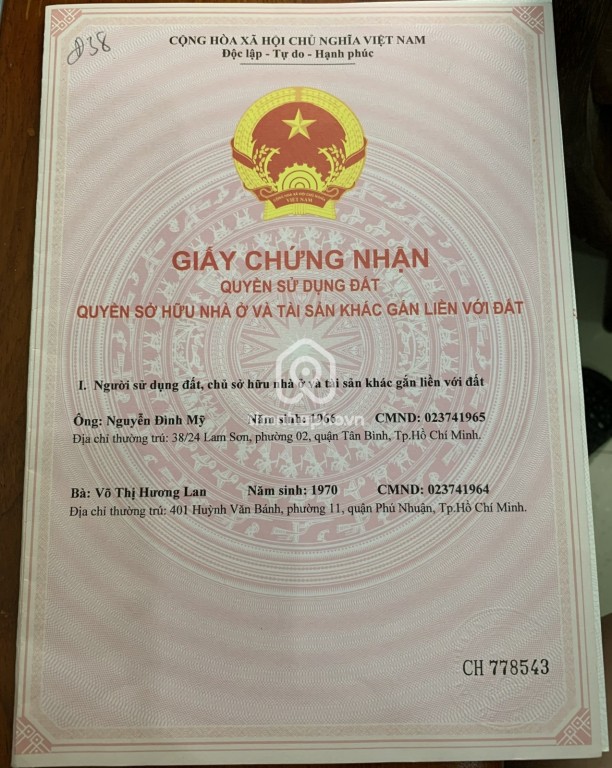 CỘNG HÒA XÃ HỘI CHỦ NGHĨA VIỆT NAM
Độc lập - Tự do - Hạnh phúc
VIỆT NAM
GIẤY CHỨNG NHẬN
QUYỀN SỬ DỤNG ĐẤT
QUYỀN SỞ HỮU NHÀ Ở VÀ TÀI SẢN KHÁC GẮN LIỀN VỚI ĐẤT
I. Người sử dụng đất, chủ sở hữu nhà ở và tài sản khác gắn liền với đất
Ông: Nguyễn Đình Mỹ Năm sinh: 1966 CMND: 023741965
Địa chỉ thường trú: 38/24 Lam Sơn, phường 02, quận Tân Bình, Tp.Hồ Chí Minh.
Bà: Võ Thị Hương Lan Năm sinh: 1970 CMND: 023741964
Địa chỉ thường trú: 401 Huỳnh Văn Bánh, phường 11, quận Phú Nhuận, Tp.Hồ Chí Minh.
CH 778543